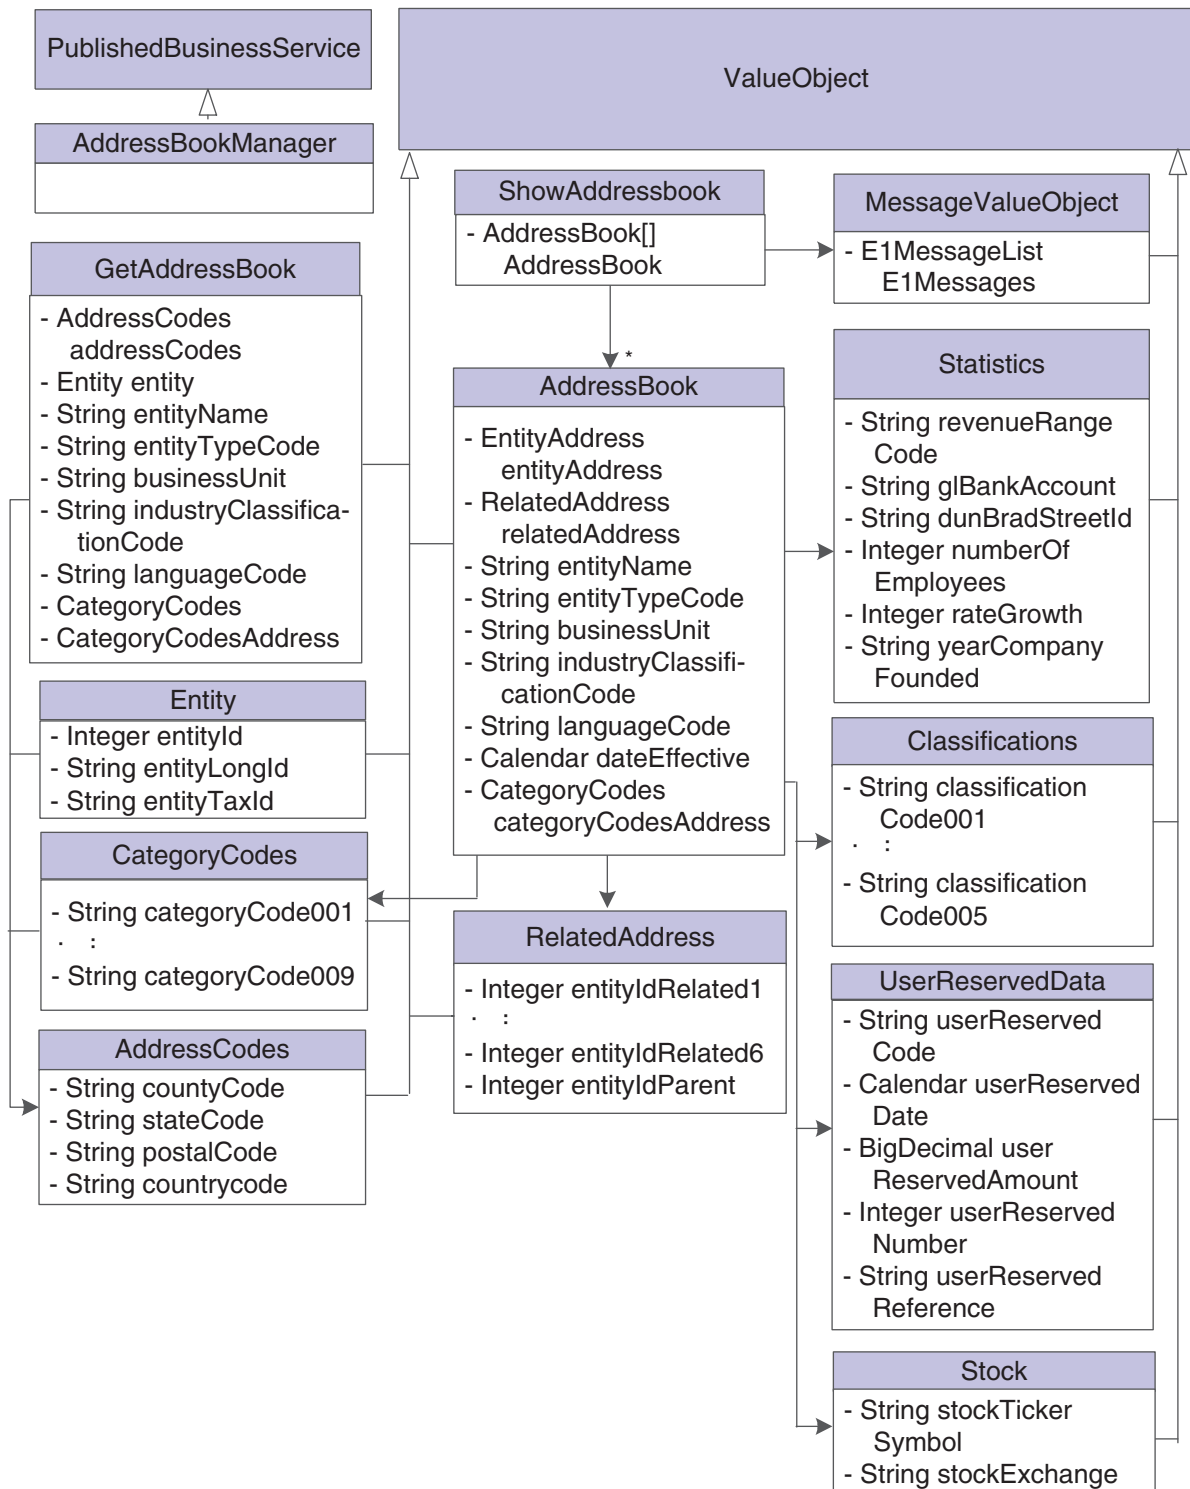 PublishedBusinessService
AddressBookManager
ValueObject
ShowAddressbook
- AddressBook[]
AddressBook
MessageValueObject
- E1MessageList
E1Messages
GetAddressBook
- AddressCodes
addressCodes
- Entity entity
- String entityName
- String entityTypeCode
- String businessUnit
- String industryClassifica-
tionCode
- String languageCode
- CategoryCodes
- CategoryCodesAddress
*
AddressBook
- EntityAddress
entityAddress
- RelatedAddress
relatedAddress
- String entityName
- String entityTypeCode
- String businessUnit
- String industryClassifi-
cationCode
- String languageCode
- Calendar dateEffective
- CategoryCodes
categoryCodesAddress
Statistics
- String revenueRange
Code
- String glBankAccount
- String dunBradStreetId
- Integer numberOf
Employees
- Integer rateGrowth
- String yearCompany
Founded
Entity
- Integer entityId
- String entityLongId
- String entityTaxId
Classifications
- String classification
Code001
. :
- String classification
Code005
CategoryCodes
- String categoryCode001
. :
- String categoryCode009
RelatedAddress
- Integer entityIdRelated1
. :
- Integer entityIdRelated6
- Integer entityIdParent
UserReservedData
- String userReserved
Code
- Calendar userReserved
Date
- BigDecimal user
ReservedAmount
- Integer userReserved
Number
- String userReserved
Reference
AddressCodes
- String countyCode
- String stateCode
- String postalCode
- String countrycode
Stock
- String stockTicker
Symbol
- String stockExchange